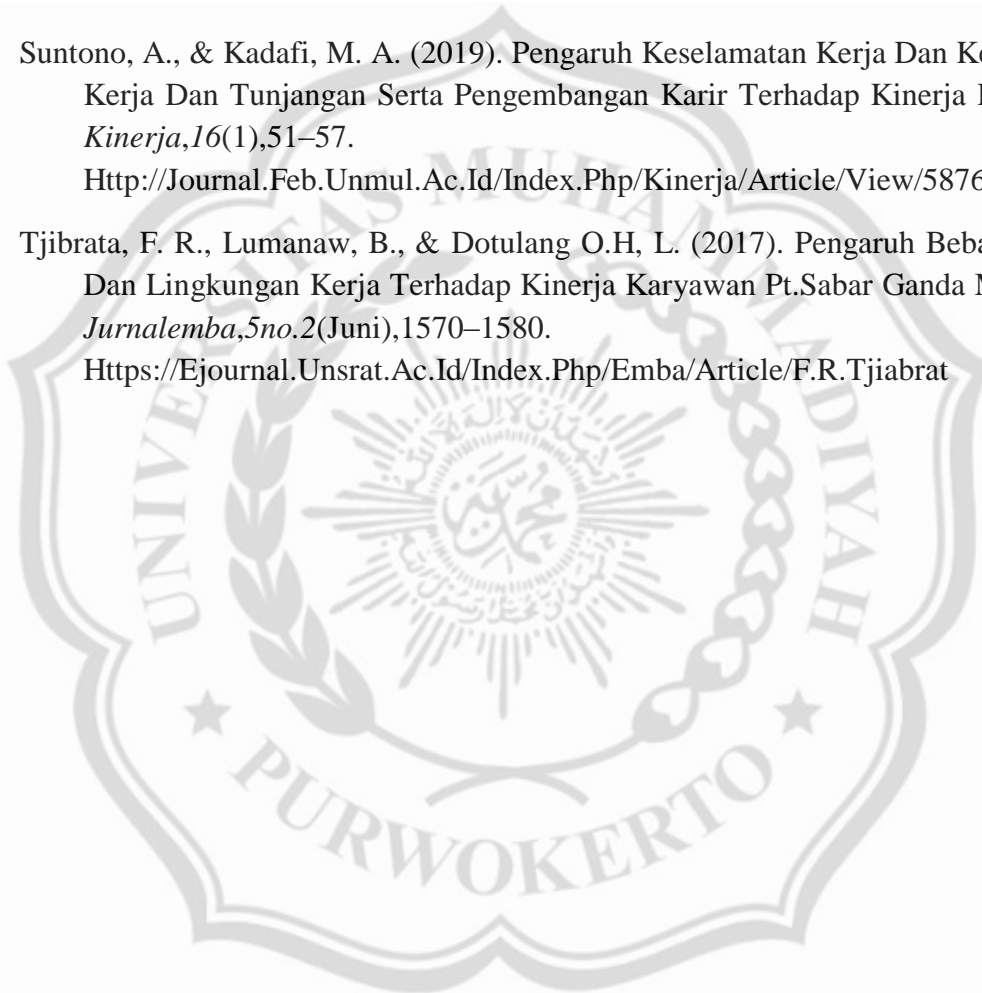 Suntono, A., & Kadafi, M. A. (2019). Pengaruh Keselamatan Kerja Dan
Kerja Dan Tunjangan Serta Pengembangan Karir Terhadap Kinerja
Kinerja,16(1),51–57.
Http://Journal.Feb.Unmul.Ac.Id/Index.Php/Kinerja/Article/View/5876
Tjibrata, F. R., Lumanaw, B., & Dotulang O.H, L. (2017). Pengaruh
Dan Lingkungan Kerja Terhadap Kinerja Karyawan Pt.Sabar Ganda
Jurnalemba,5no.2(Juni),1570–1580.
Https://Ejournal.Unsrat.Ac.Id/Index.Php/Emba/Article/F.R.Tjiabrat
UNIVERSITAS MUHAMMADIYAH
PURWOKERTO